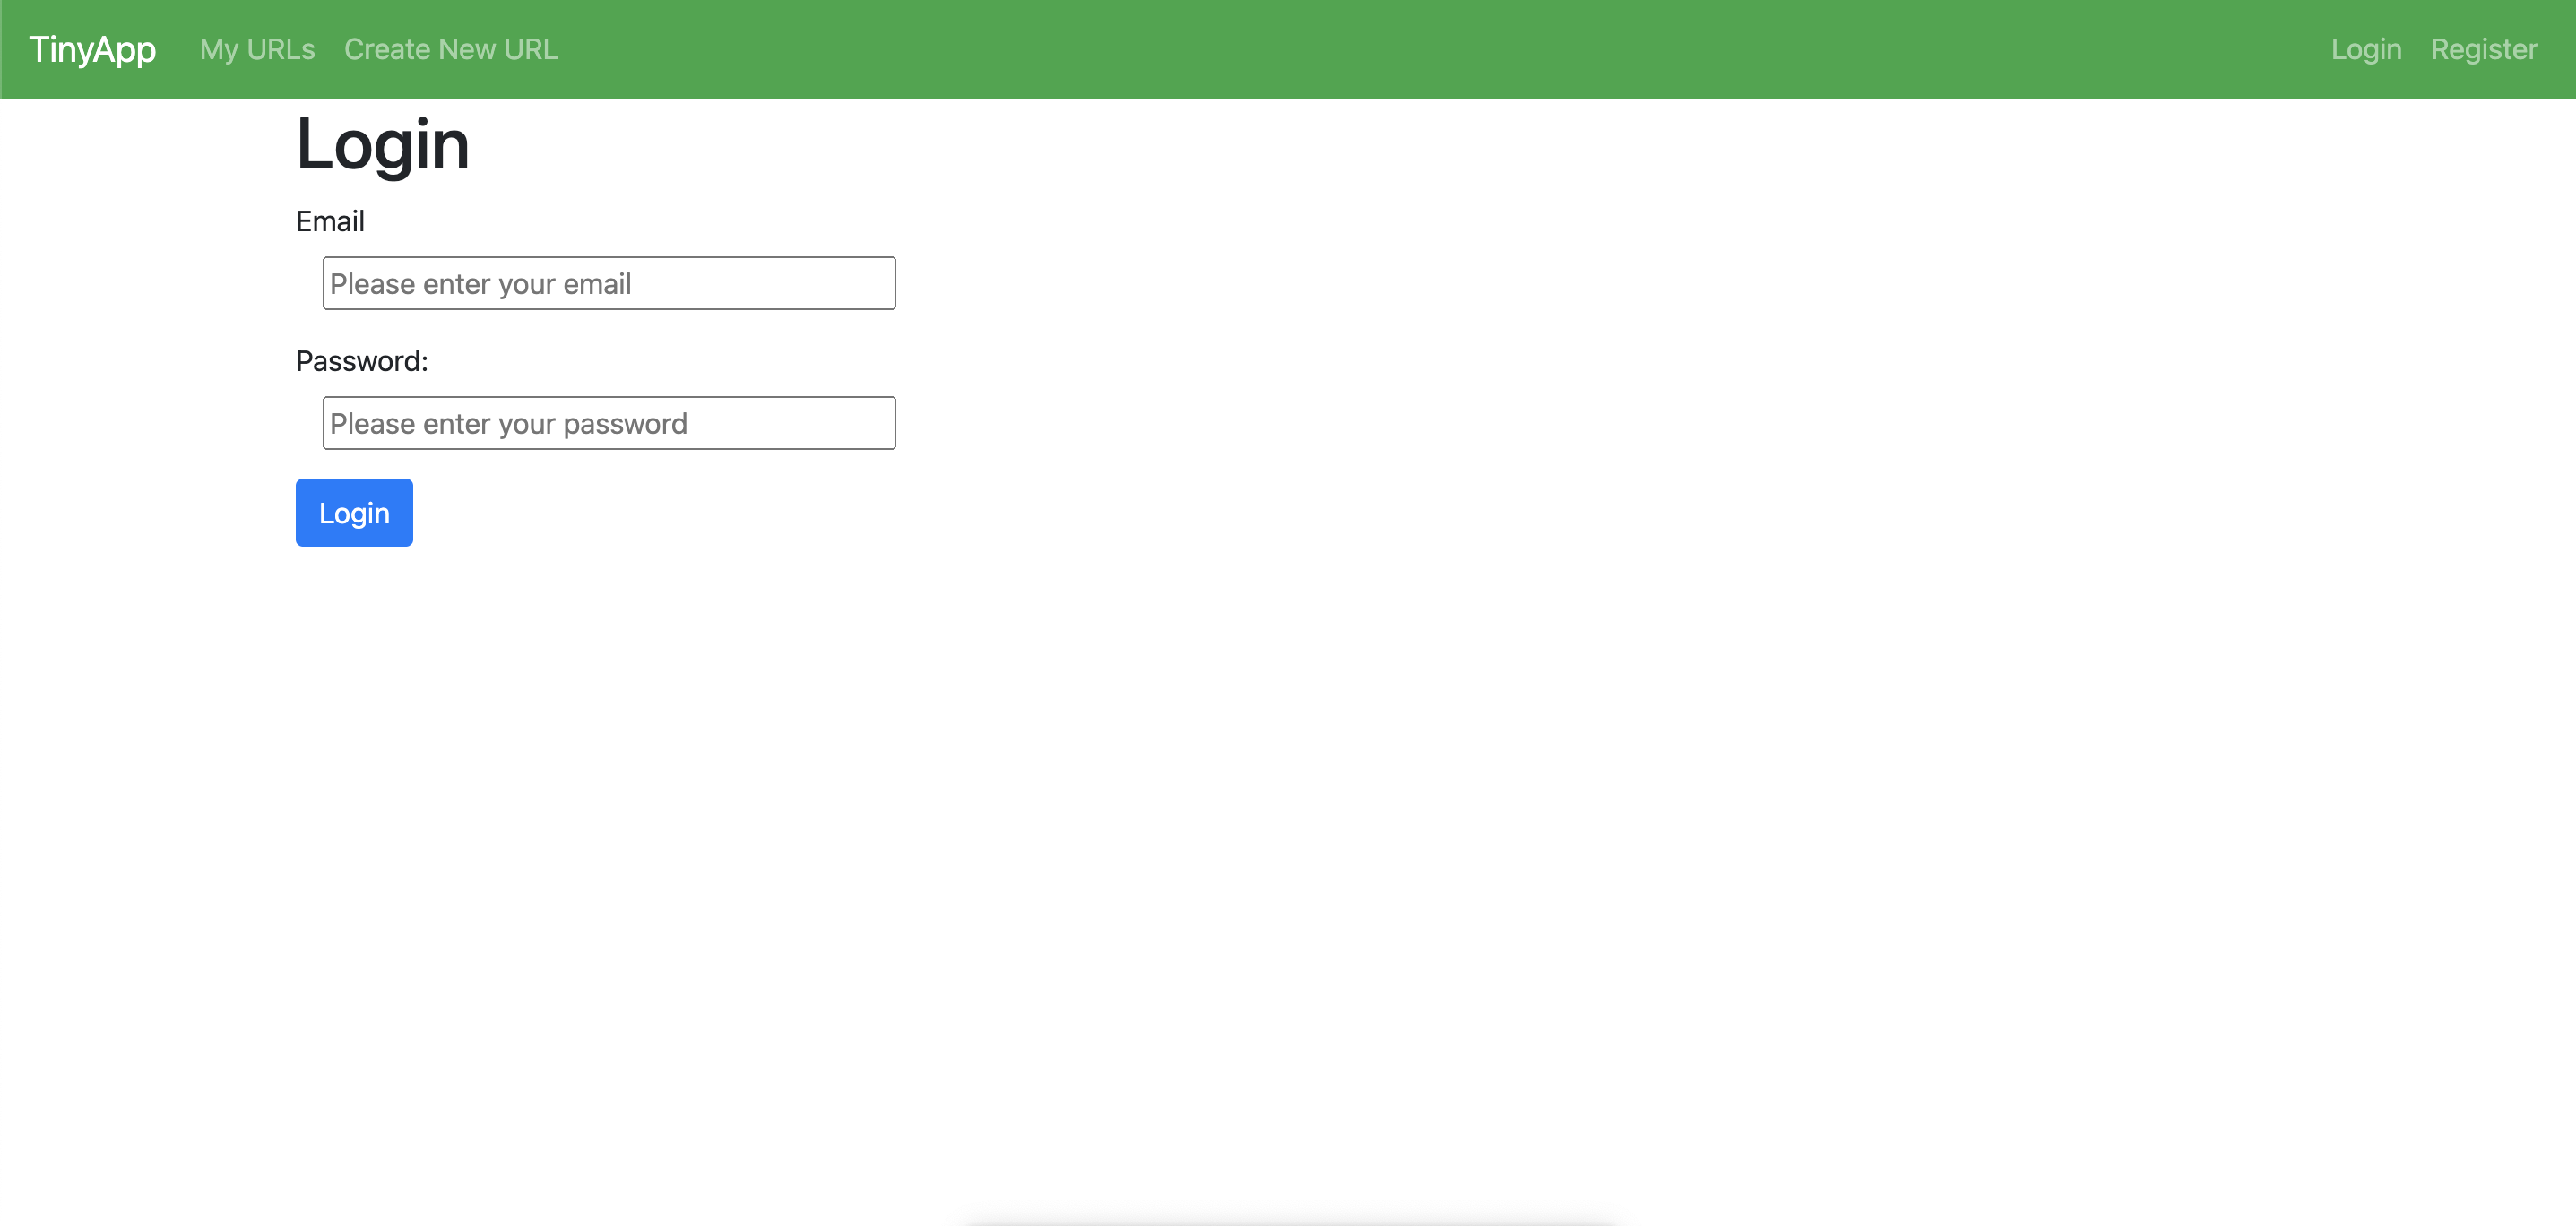 TinyApp My URLs Create New URL Login Register
Login
Email
Please enter your email
Password:
Please enter your password
Login